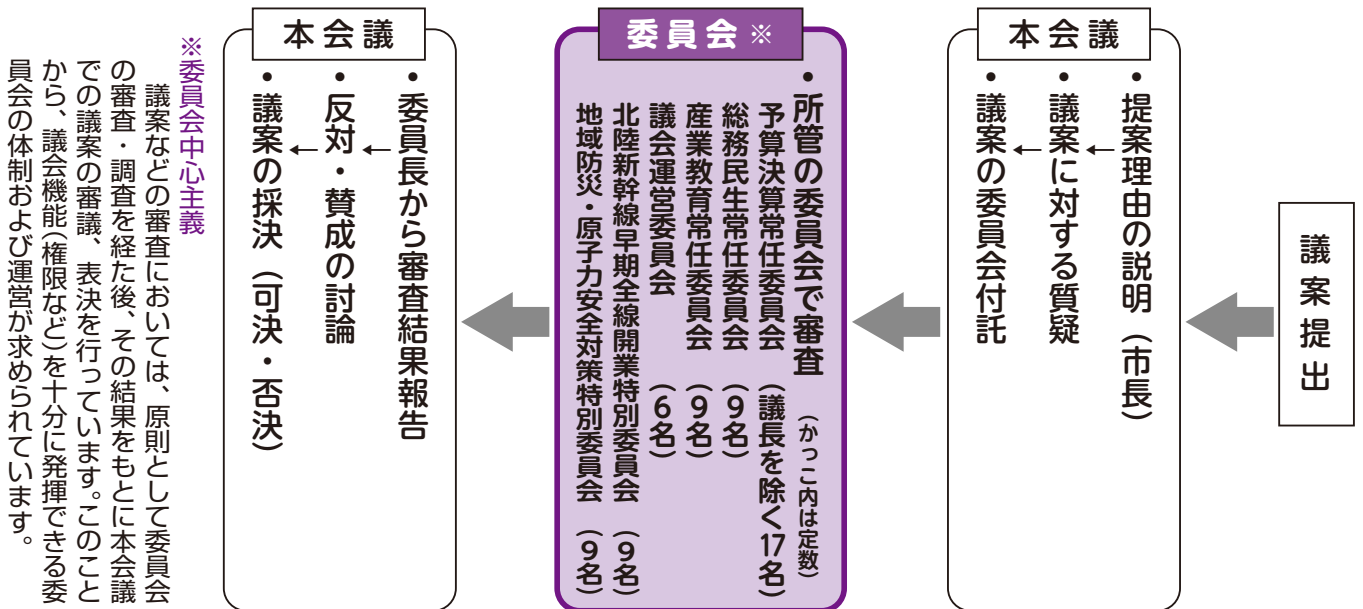 議案提出
本会議
・提案理由の説明（市長）
・議案に対する質疑
・議案の委員会付託
委員会※
・所管の委員会で審査（かっこ内は定数）
予算決算常任委員会（議長を除く17名）
総務民生常任委員会（9名）
産業教育常任委員会（9名）
議会運営委員会（6名）
北陸新幹線早期全線開業特別委員会（9名）
地域防災・原子力安全対策特別委員会（9名）
本会議
・委員長から審査結果報告
・反対・賛成の討論
・議案の採決（可決・否決）
※委員会中心主義
議案などの審査においては、原則として委員会
の審査・調査を経た後、その結果をもとに本会議
での議案の審議、表決を行っています。このこと
から、議会機能（権限など）を十分に発揮できる委
員会の体制および運営が求められています。